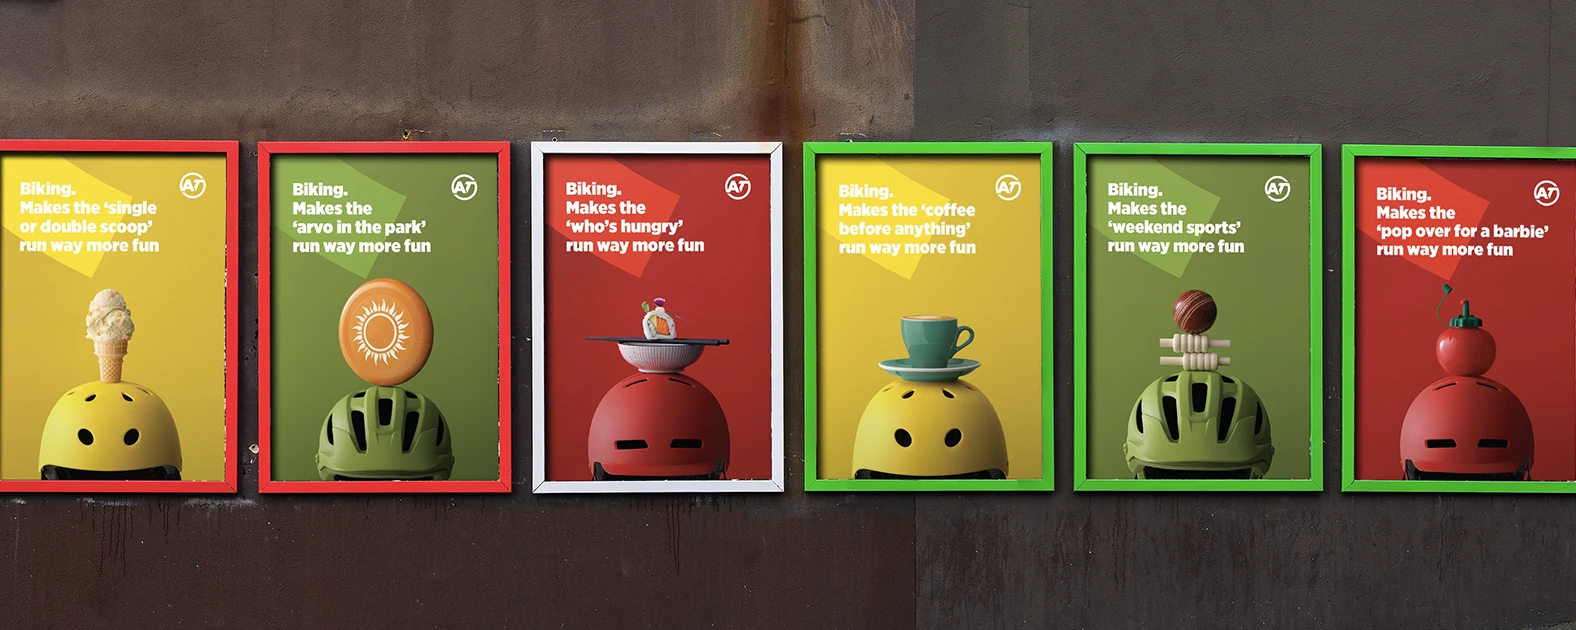 Biking.
Makes the ‘single
or double scoop’
run way more fun
AT
Biking.
Makes the
‘arvo in the park’
run way more fun
AT
Biking.
Makes the
‘who’s hungry’
run way more fun
AT
Biking.
Makes the ‘coffee
before anything’
run way more fun
AT
Biking.
Makes the
‘weekend sports’
run way more fun
AT
Biking.
Makes the
‘pop over for a barbie’
run way more fun
AT